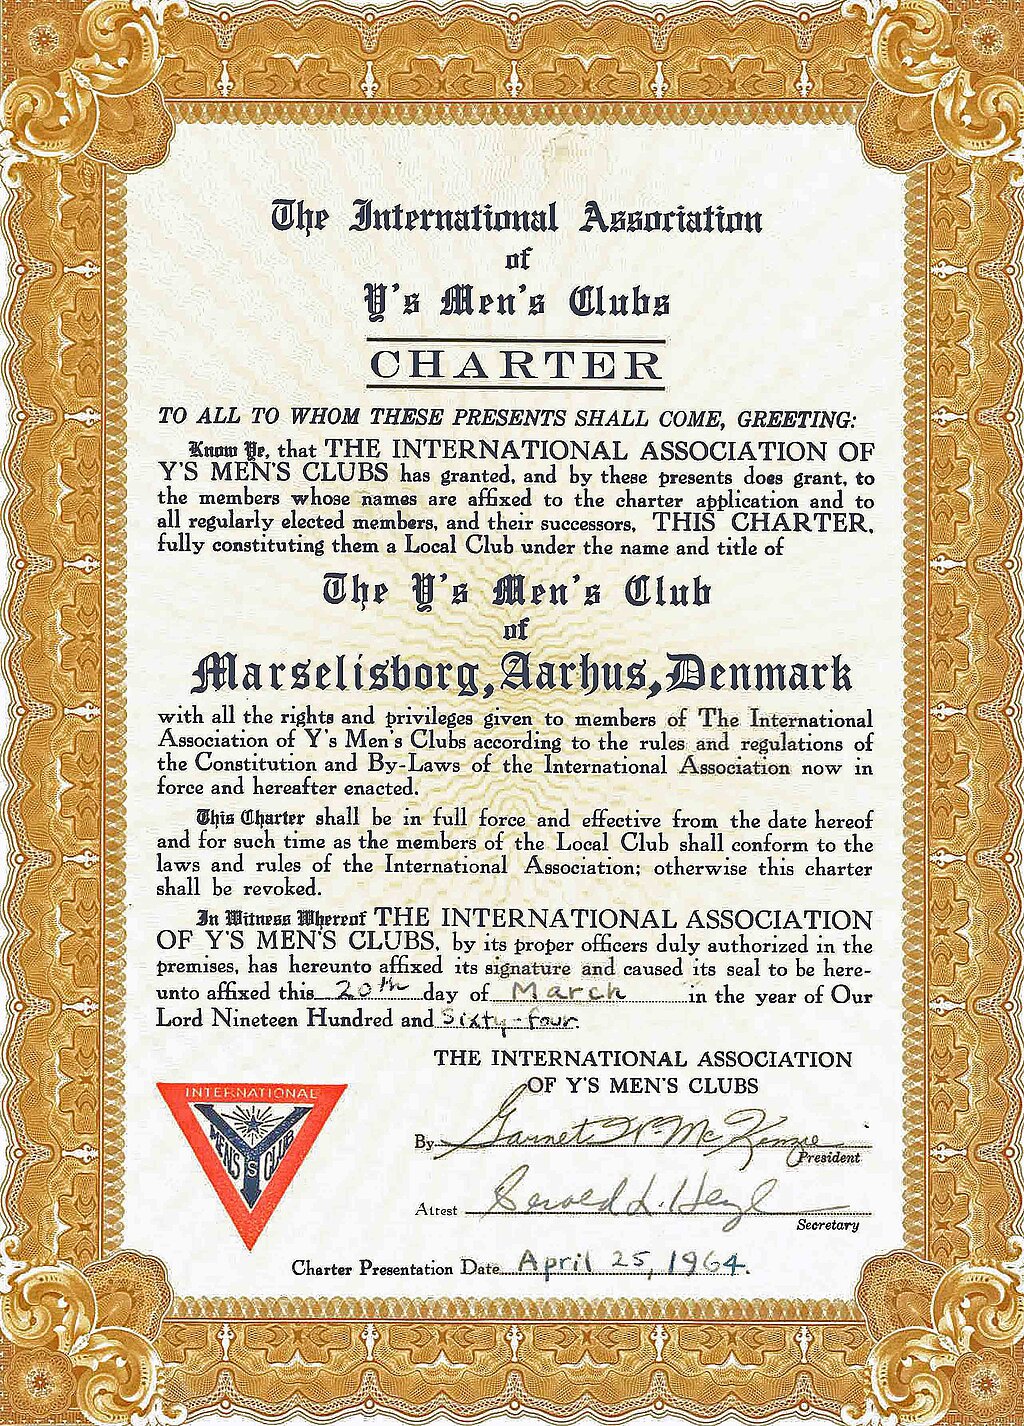 The International Association
of
Y's Men's Clubs
CHARTER
TO ALL TO WHOM THESE PRESENTS SHALL COME, GREETING:
Know Ye, that THE INTERNATIONAL ASSOCIATION OF
Y'S MEN'S CLUBS has granted, and by these presents does grant, to
the members whose names are affixed to the charter application and to
all regularly elected members, and their successors, THIS CHARTER,
fully constituting them a Local Club under the name and title of
The Y's Men's Club
of
Marselisborg, Aarhus, Denmark
with all the rights and privileges given to members of The International
Association of Y's Men's Clubs according to the rules and regulations of
the Constitution and By-Laws of the International Association now in
force and hereafter enacted.
This Charter shall be in full force and effective from the date hereof
and for such time as the members of the Local Club shall conform to the
laws and rules of the International Association; otherwise this charter
shall be revoked.
In Witness Whereof THE INTERNATIONAL ASSOCIATION
OF Y'S MEN'S CLUBS, by its proper officers duly authorized in the
premises, has hereunto affixed its signature and caused its seal to be here-
unto affixed this 20th day of March in the year of Our
Lord Nineteen Hundred and Sixty-four.
THE INTERNATIONAL ASSOCIATION
OF Y'S MEN'S CLUBS
INTERNATIONAL
Y'S
MENS CLUB
By Garnet W McKenzie
President
Attest Gerold L. Heyl
Secretary
Charter Presentation Date April 25, 1964.